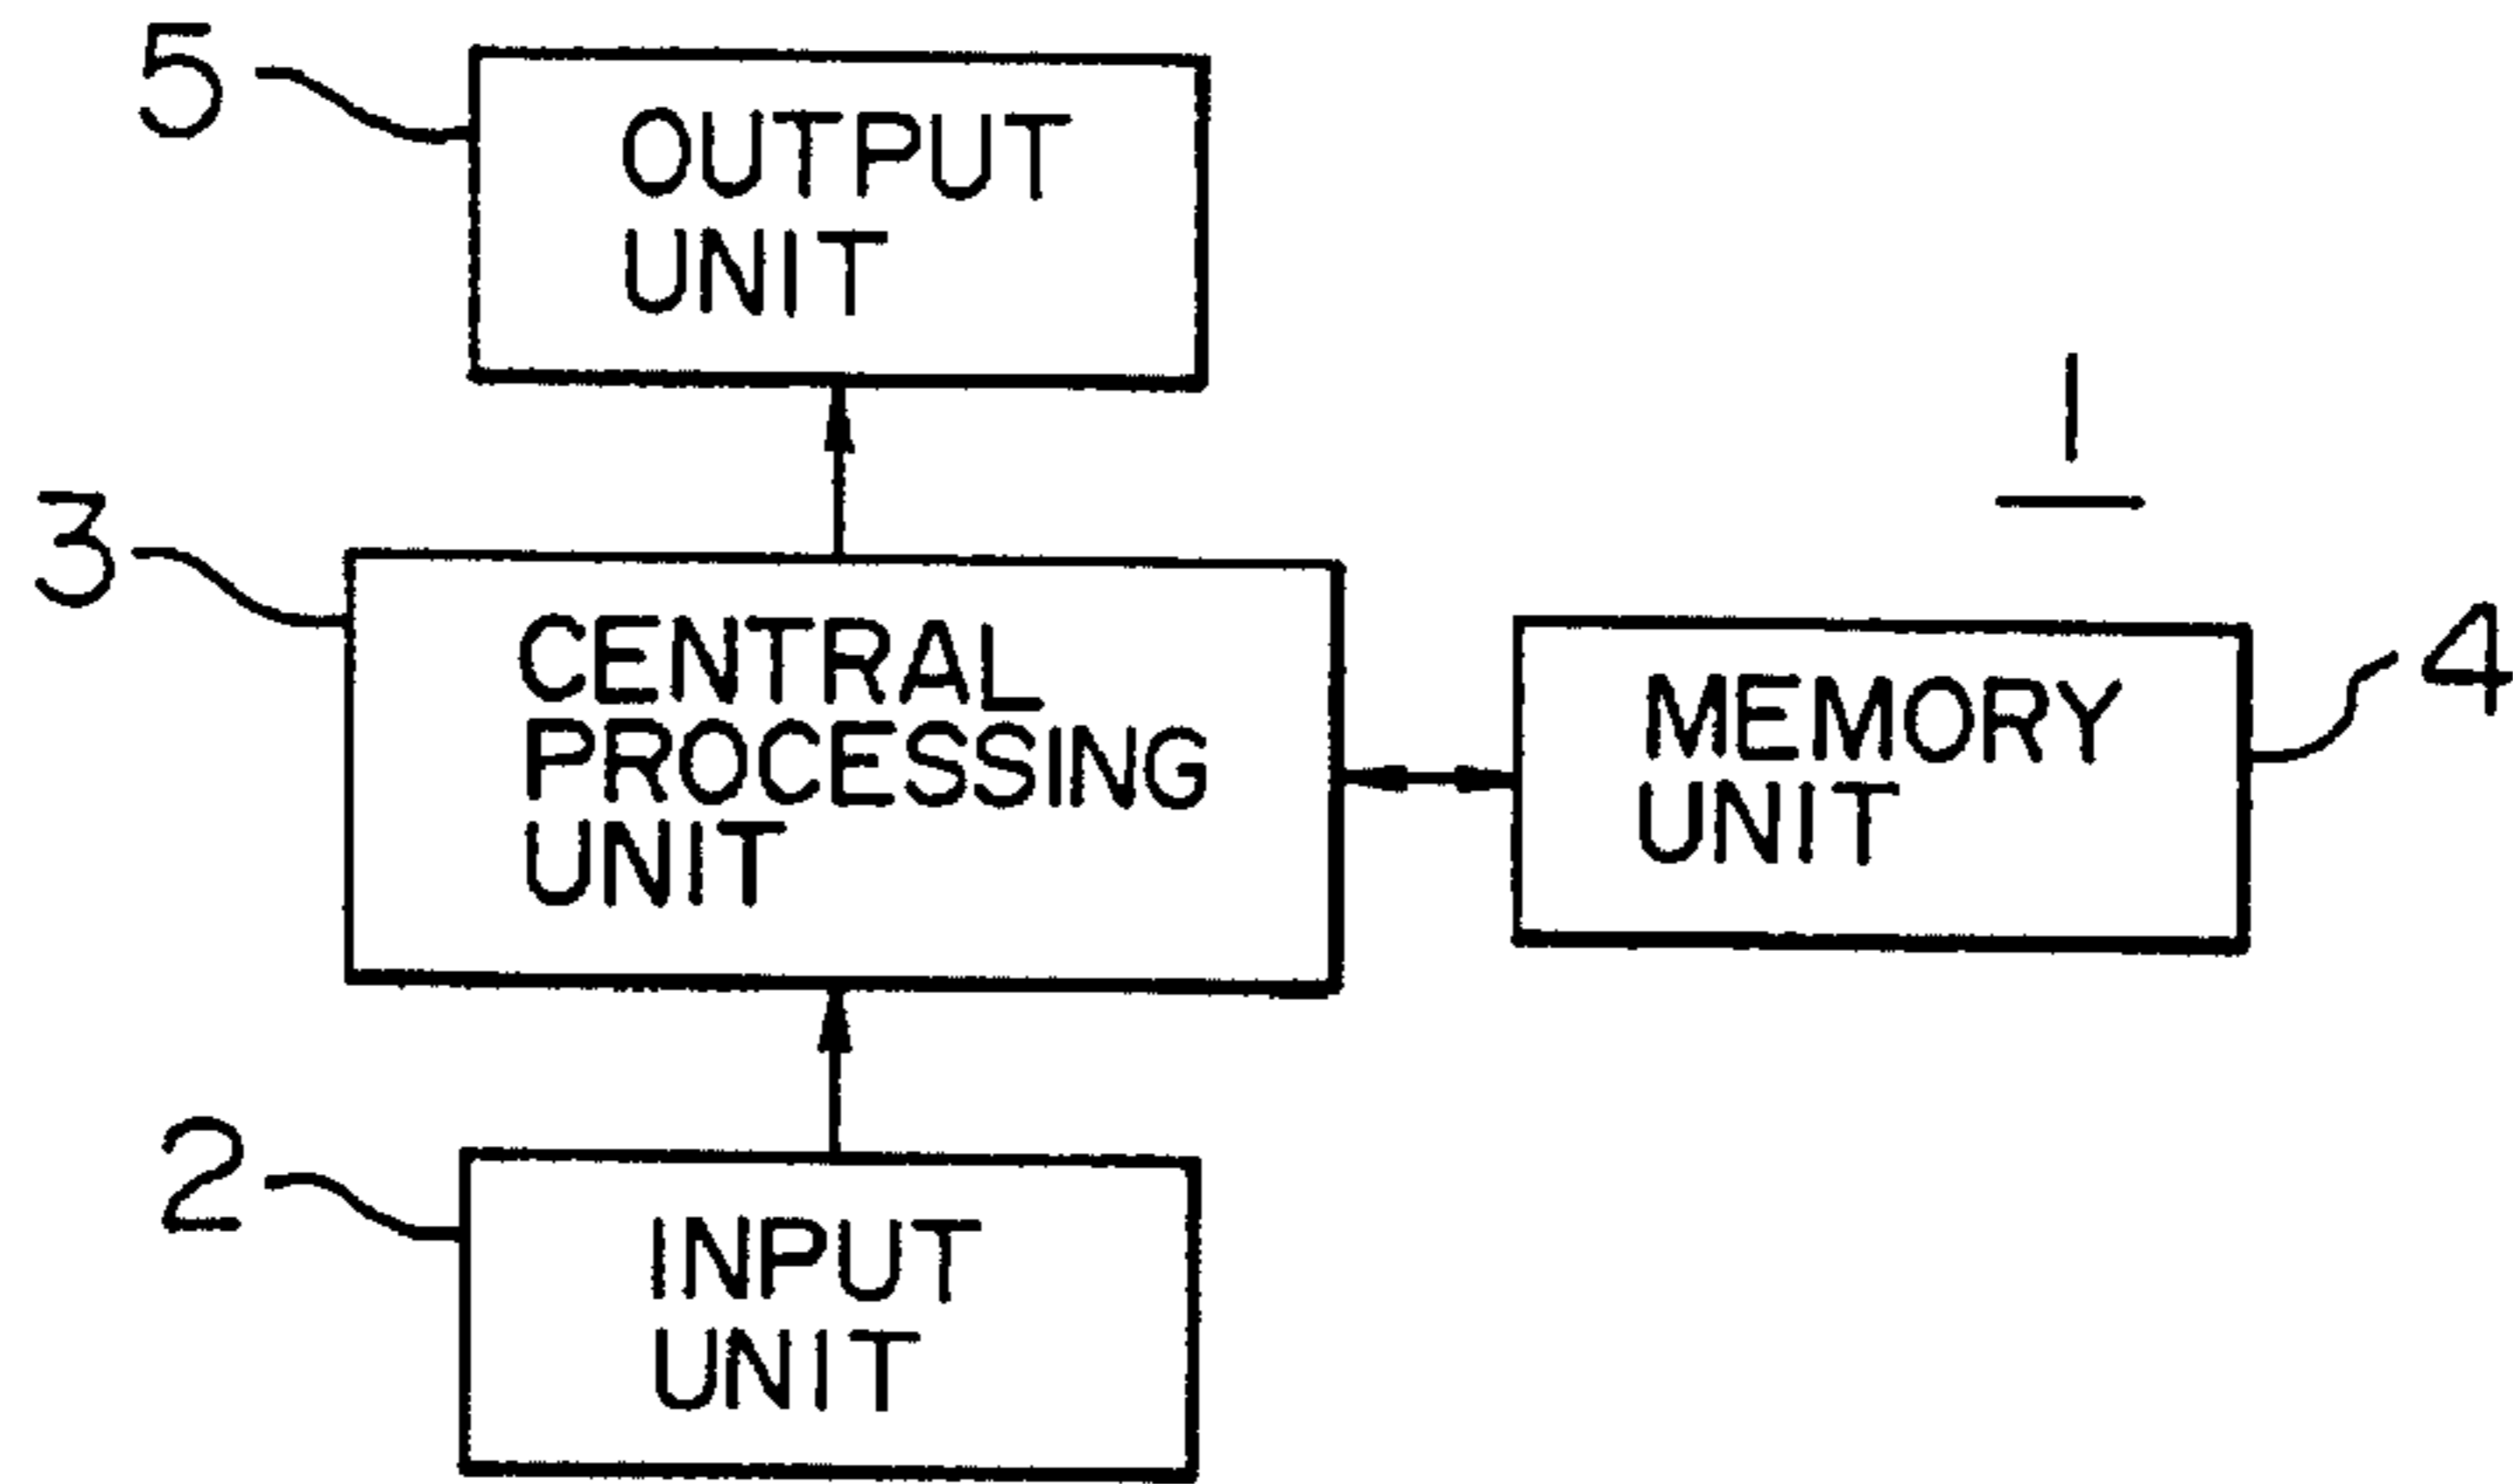 5
OUTPUT
UNIT
1
3
CENTRAL
PROCESSING
UNIT
MEMORY
UNIT
4
2
INPUT
UNIT